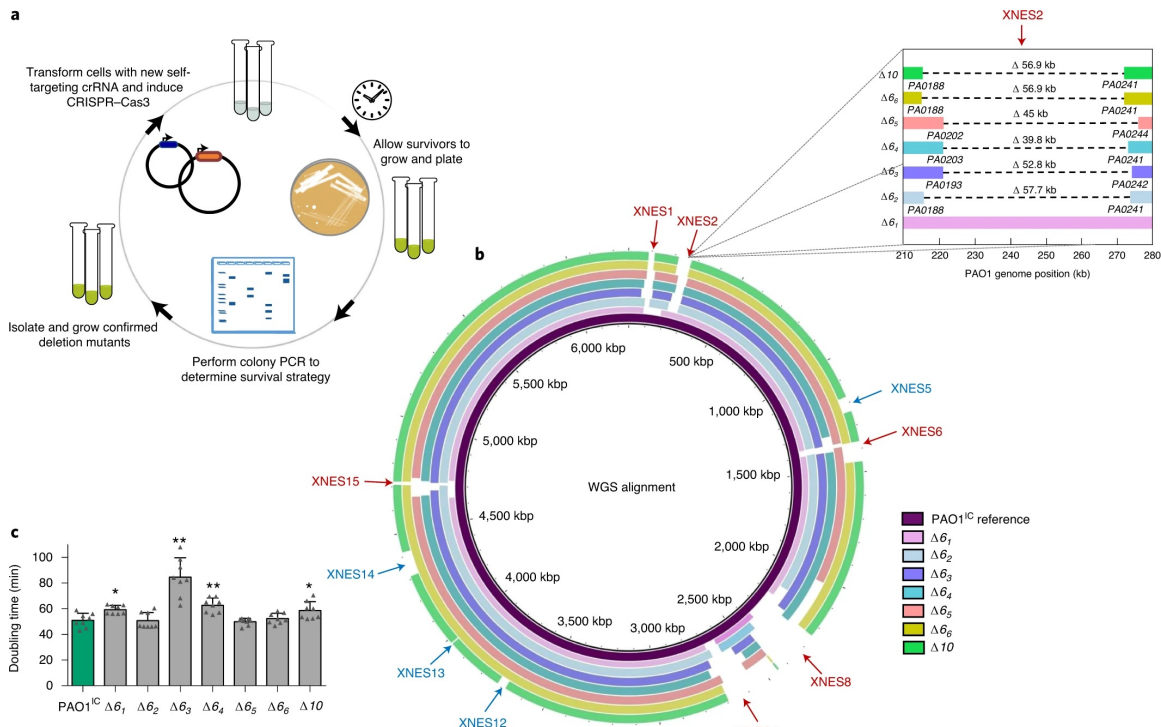 a
Transform cells with new self-
targeting crRNA and induce
CRISPR–Cas3
Allow survivors to
grow and plate
Isolate and grow confirmed
deletion mutants
Perform colony PCR to
determine survival strategy
XNES2
Δ10
Δ 56.9 kb
PA0188
PA0241
Δ6₆
Δ 56.9 kb
PA0188
PA0241
Δ6₅
Δ 45 kb
PA0202
PA0244
Δ6₄
Δ 39.8 kb
PA0203
PA0241
Δ6₃
Δ 52.8 kb
PA0193
PA0242
Δ6₂
Δ 57.7 kb
PA0188
PA0241
Δ6₁
210 220 230 240 250 260 270 280
PAO1 genome position (kb)
b
XNES1
XNES2
XNES5
XNES6
XNES8
XNES12
XNES13
XNES14
XNES15
6,000 kbp
500 kbp
5,500 kbp
1,000 kbp
5,000 kbp
1,500 kbp
WGS alignment
4,500 kbp
2,000 kbp
4,000 kbp
2,500 kbp
3,500 kbp
3,000 kbp
PAO1ᴵᶜ reference
Δ6₁
Δ6₂
Δ6₃
Δ6₄
Δ6₅
Δ6₆
Δ10
c
Doubling time (min)
100
80
60
40
20
0
* ** ** *
PAO1ᴵᶜ Δ6₁ Δ6₂ Δ6₃ Δ6₄ Δ6₅ Δ6₆ Δ10